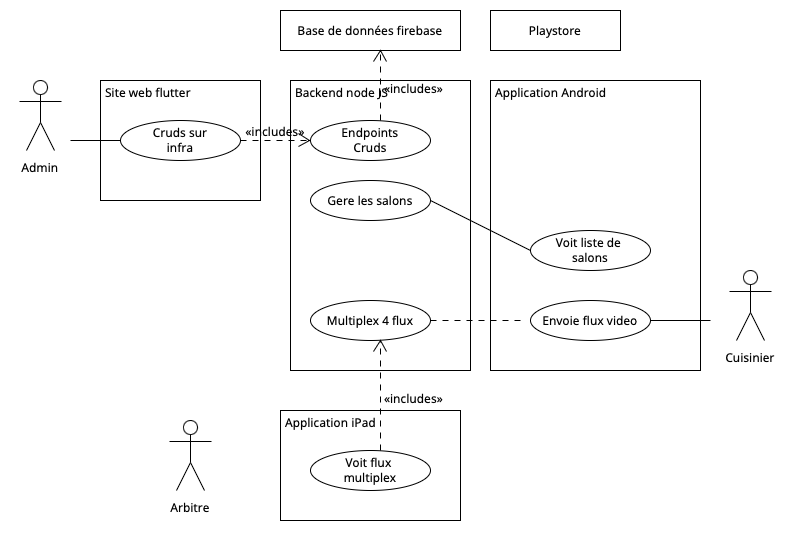 Base de données firebase
Playstore
Site web flutter
Backend node JS
«includes»
Application Android
Cruds sur
infra
«includes»
Endpoints
Cruds
Admin
Gere les salons
Voit liste de
salons
Multiplex 4 flux
Envoie flux video
Cuisinier
«includes»
Application iPad
Voit flux
multiplex
Arbitre